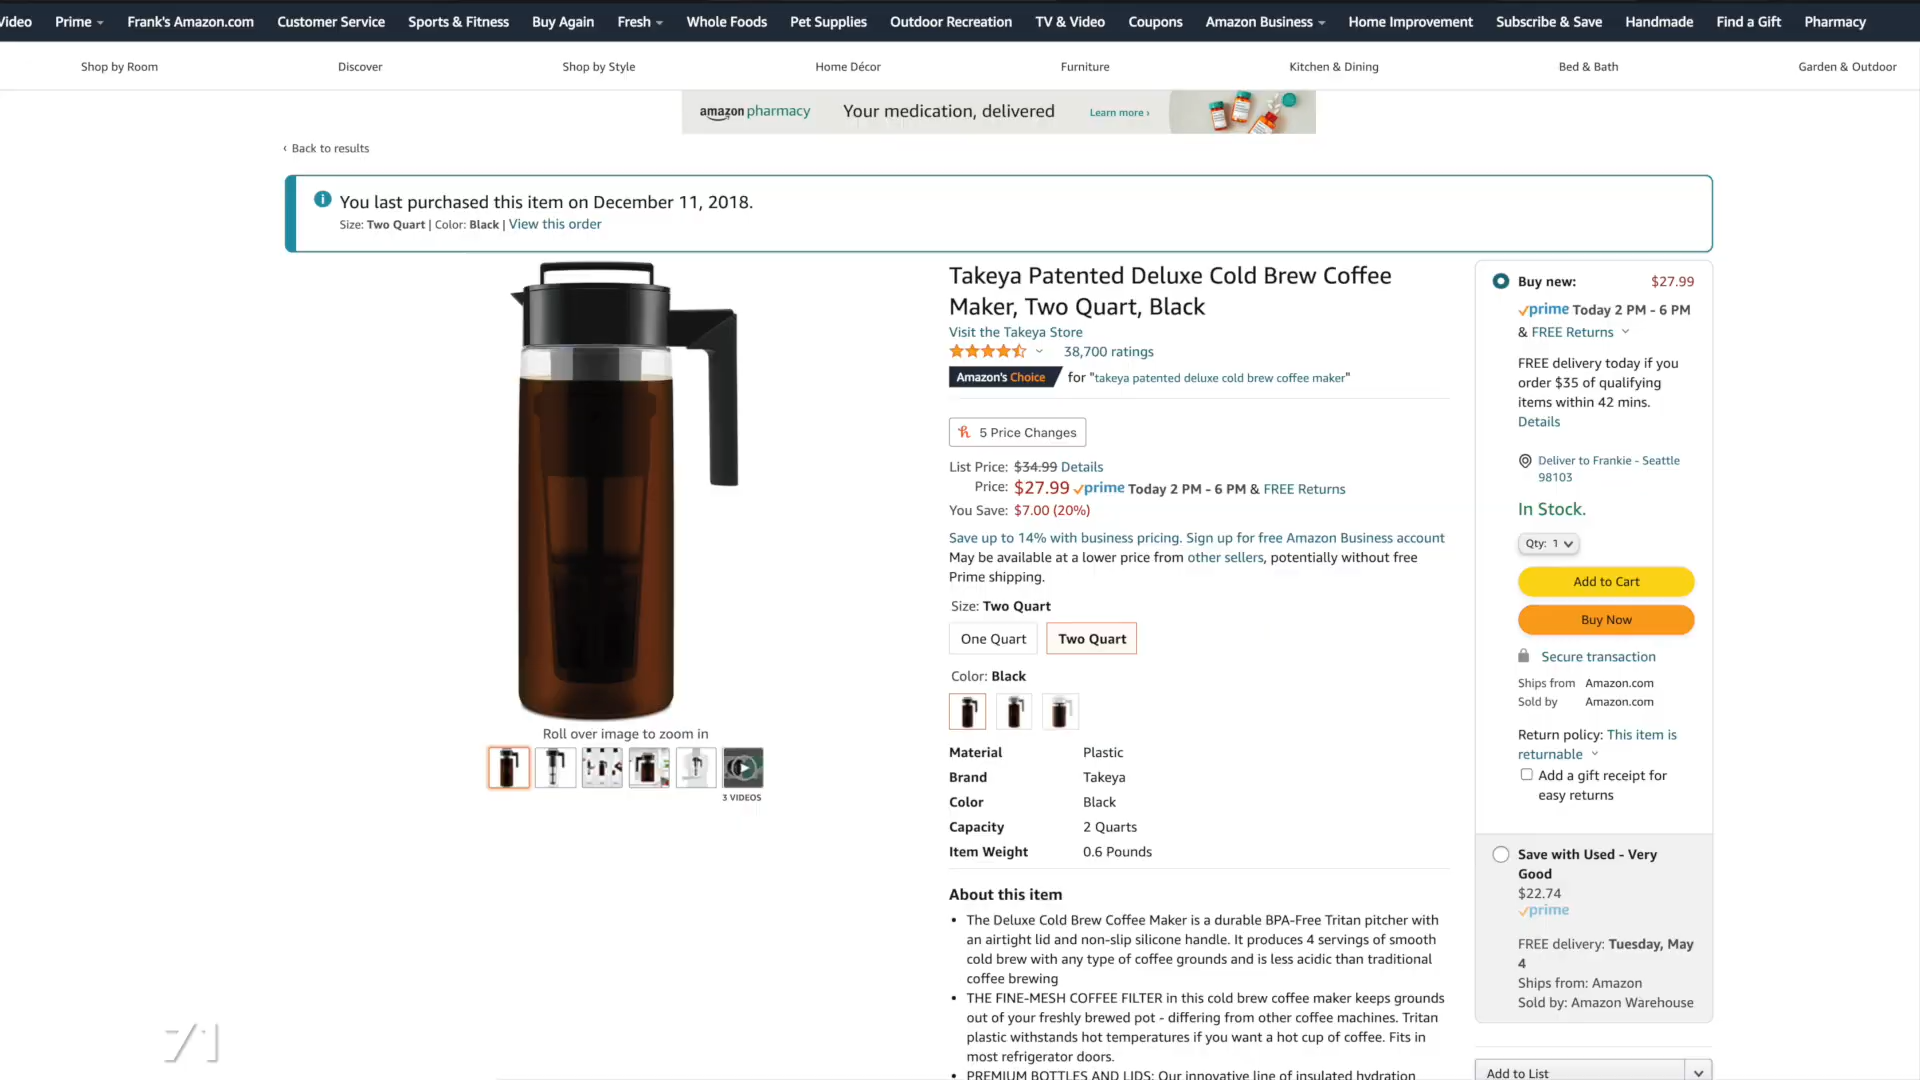 Video Prime Frank's Amazon.com Customer Service Sports & Fitness Buy Again Fresh Whole Foods Pet Supplies Outdoor Recreation TV & Video Coupons Amazon Business Home Improvement Subscribe & Save Handmade Find a Gift Pharmacy
Shop by Room Discover Shop by Style Home Décor Furniture Kitchen & Dining Bed & Bath Garden & Outdoor
amazon pharmacy Your medication, delivered Learn more ›
‹ Back to results
You last purchased this item on December 11, 2018.
Size: Two Quart | Color: Black | View this order
Roll over image to zoom in
3 VIDEOS
Takeya Patented Deluxe Cold Brew Coffee
Maker, Two Quart, Black
Visit the Takeya Store
38,700 ratings
Amazon's Choice for "takeya patented deluxe cold brew coffee maker"
5 Price Changes
List Price: $34.99 Details
Price: $27.99 prime Today 2 PM - 6 PM & FREE Returns
You Save: $7.00 (20%)
Save up to 14% with business pricing. Sign up for free Amazon Business account
May be available at a lower price from other sellers, potentially without free
Prime shipping.
Size: Two Quart
One Quart Two Quart
Color: Black
Material Plastic
Brand Takeya
Color Black
Capacity 2 Quarts
Item Weight 0.6 Pounds
About this item
• The Deluxe Cold Brew Coffee Maker is a durable BPA-Free Tritan pitcher with
an airtight lid and non-slip silicone handle. It produces 4 servings of smooth
cold brew with any type of coffee grounds and is less acidic than traditional
coffee brewing
• THE FINE-MESH COFFEE FILTER in this cold brew coffee maker keeps grounds
out of your freshly brewed pot - differing from other coffee machines. Tritan
plastic withstands hot temperatures if you want a hot cup of coffee. Fits in
most refrigerator doors.
• PREMIUM BOTTLES AND LIDS: Our innovative line of insulated hydration
Buy new: $27.99
prime Today 2 PM - 6 PM
& FREE Returns
FREE delivery today if you
order $35 of qualifying
items within 42 mins.
Details
Deliver to Frankie - Seattle
98103
In Stock.
Qty: 1
Add to Cart
Buy Now
Secure transaction
Ships from Amazon.com
Sold by Amazon.com
Return policy: This item is
returnable
Add a gift receipt for
easy returns
Save with Used - Very
Good
$22.74
prime
FREE delivery: Tuesday, May
4
Ships from: Amazon
Sold by: Amazon Warehouse
Add to List